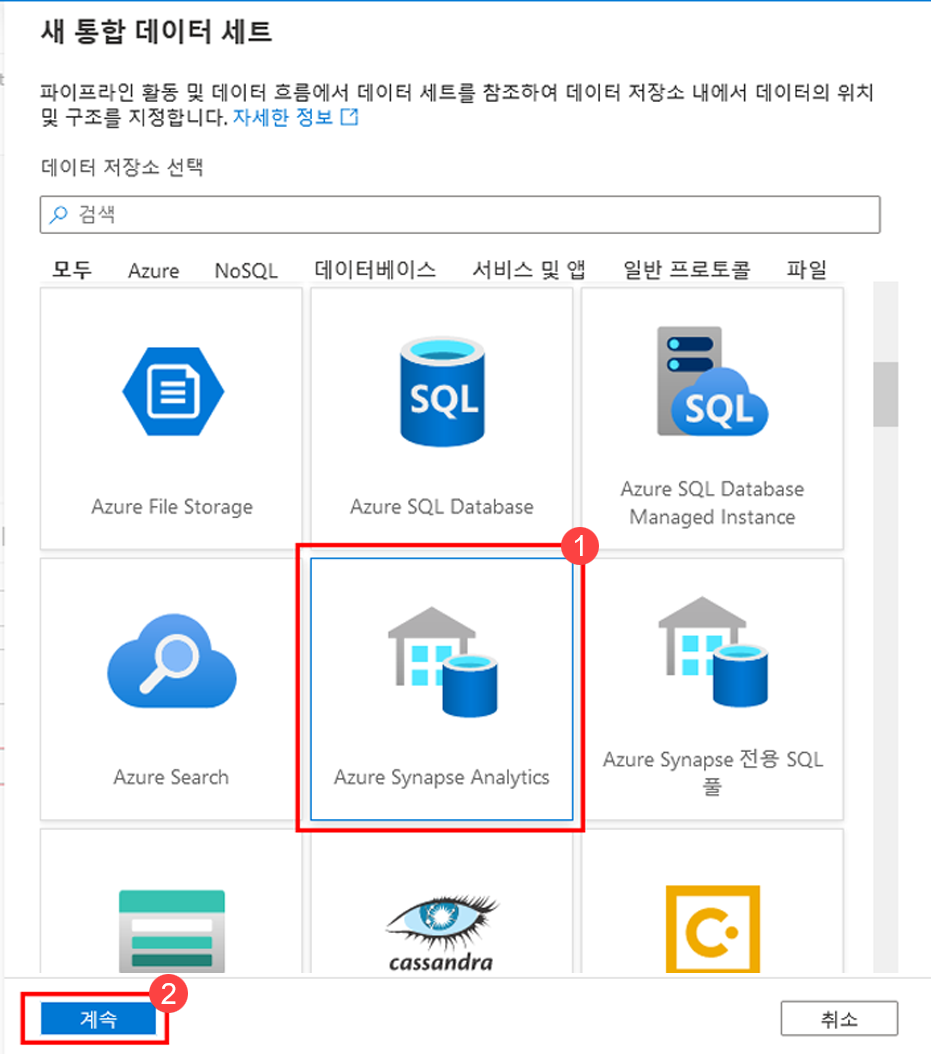 새 통합 데이터 세트
파이프라인 활동 및 데이터 흐름에서 데이터 세트를 참조하여 데이터 저장소 내에서 데이터의 위치
및 구조를 지정합니다. 자세한 정보
데이터 저장소 선택
검색
모두 Azure NoSQL 데이터베이스 서비스 및 앱 일반 프로토콜 파일
SQL
SQL
Azure File Storage
Azure SQL Database
Azure SQL Database
Managed Instance
1
Azure Search
Azure Synapse Analytics
Azure Synapse 전용 SQL
풀
cassandra
C
2
계속
취소